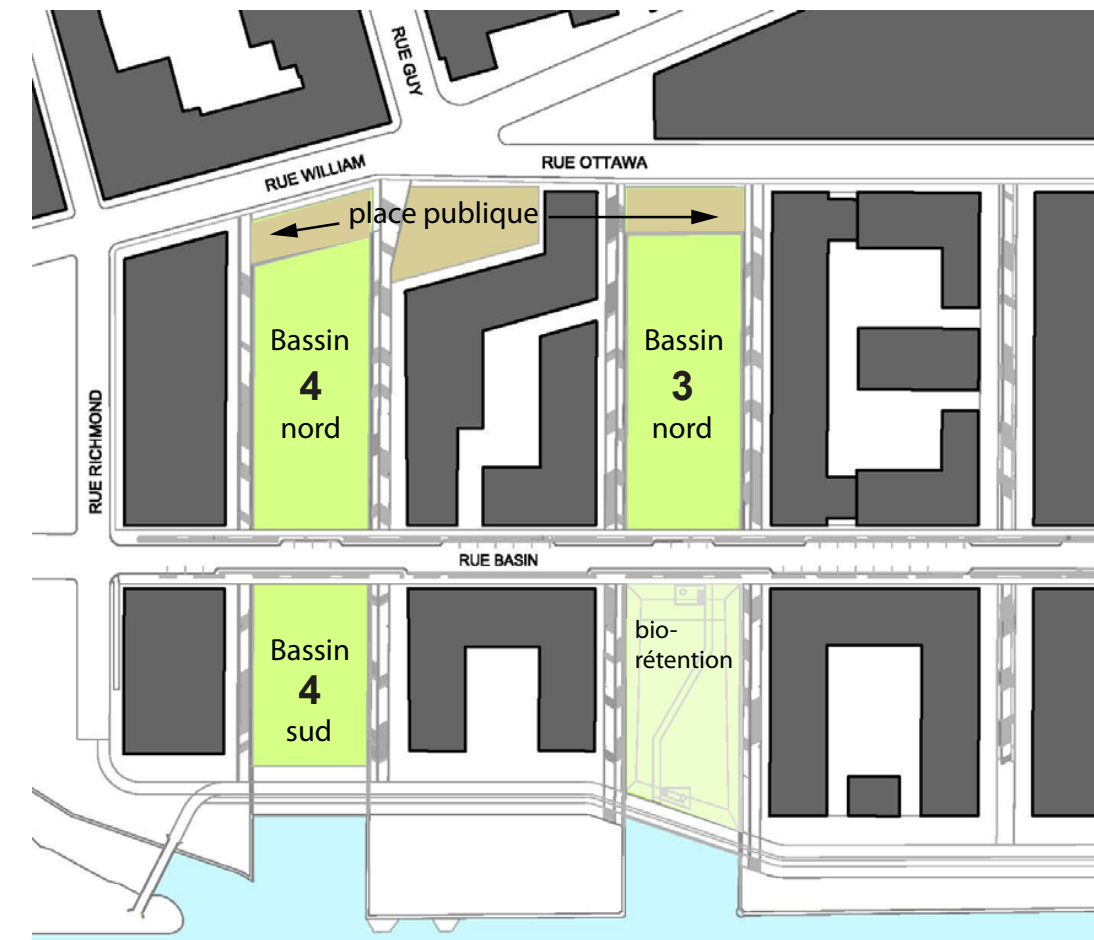 RUE GUY
RUE WILLIAM
RUE OTTAWA
place publique
Bassin
4
nord
Bassin
3
nord
RUE RICHMOND
RUE BASIN
Bassin
4
sud
bio-
rétention